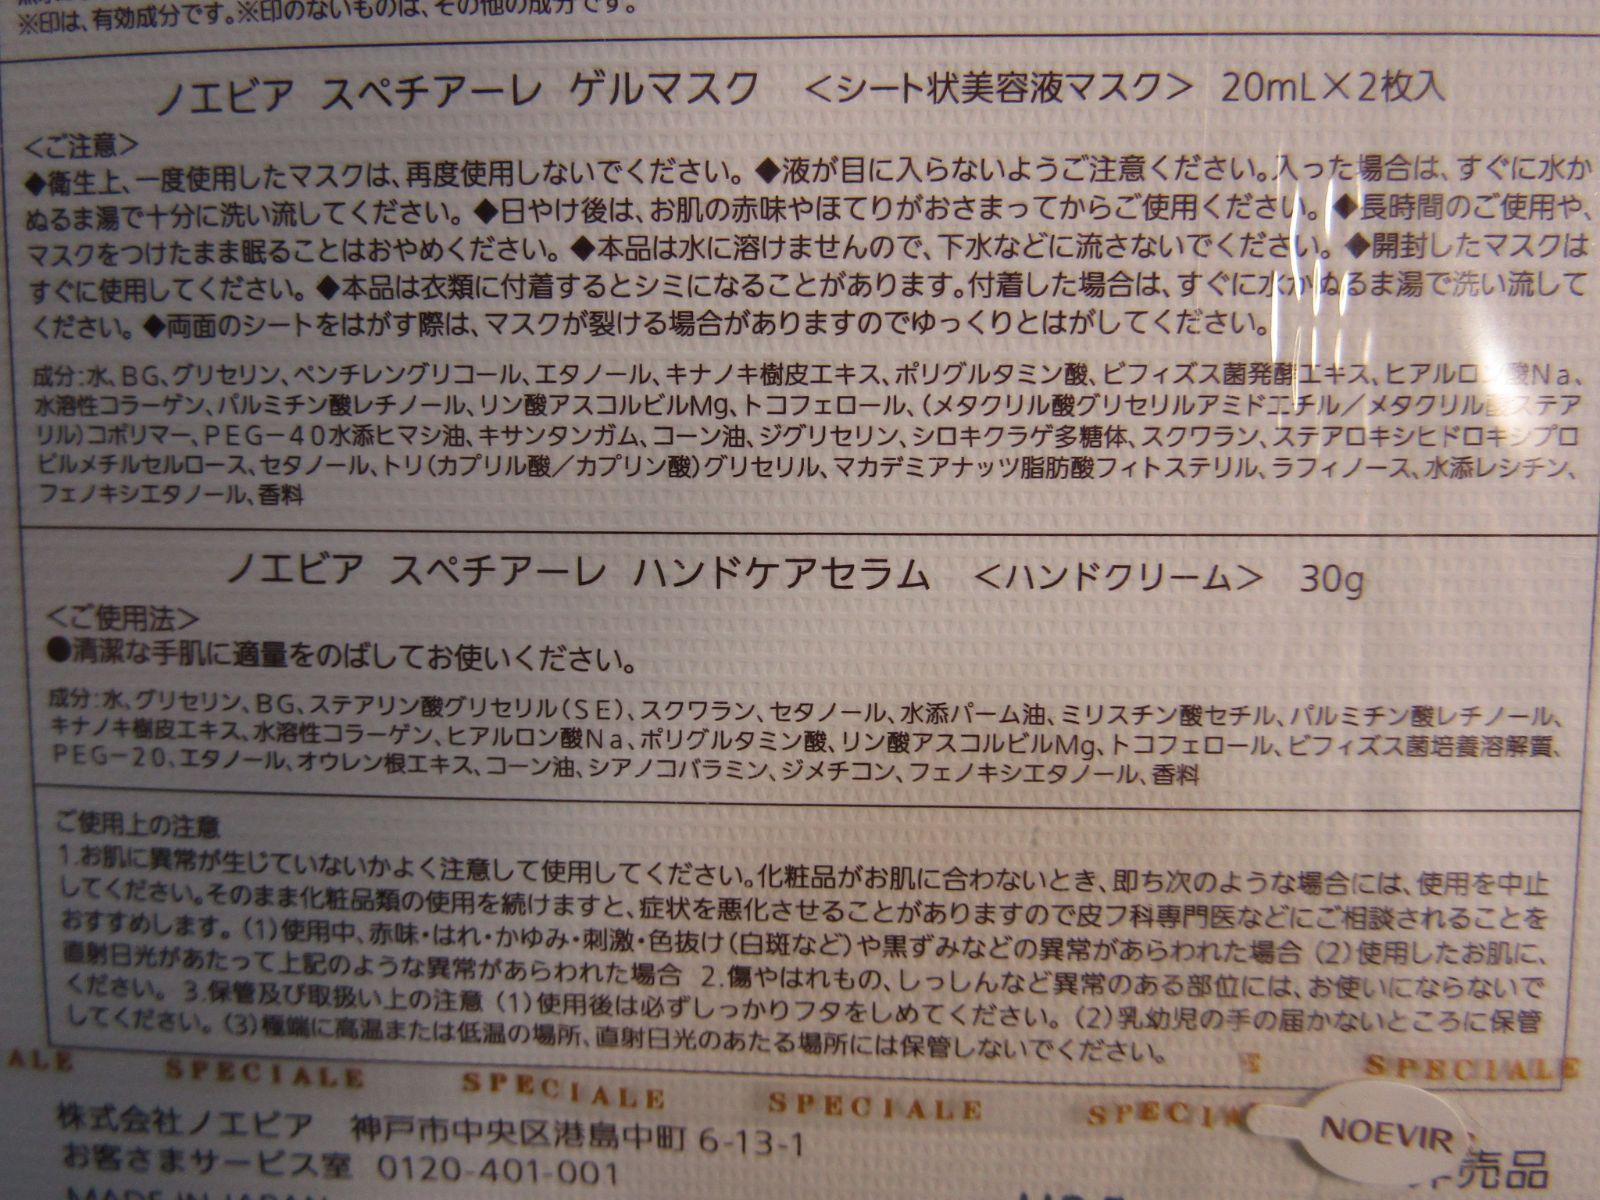 ※印は、有効成分です。※印のないものは、その他の成分です。
ノエビア スペチアーレ ゲルマスク <シート状美容液マスク> 20mL×2枚入
<ご注意>
◆衛生上、一度使用したマスクは、再度使用しないでください。◆液が目に入らないようご注意ください。入った場合は、すぐに水か
ぬるま湯で十分に洗い流してください。◆日やけ後は、お肌の赤味やほてりがおさまってからご使用ください。◆長時間のご使用や、
マスクをつけたまま眠ることはおやめください。◆本品は水に溶けませんので、下水などに流さないでください。◆開封したマスクは
すぐに使用してください。◆本品は衣類に付着するとシミになることがあります。付着した場合は、すぐに水かぬるま湯で洗い流して
ください。◆両面のシートをはがす際は、マスクが裂ける場合がありますのでゆっくりとはがしてください。
成分:水、BG、グリセリン、ペンチレングリコール、エタノール、キナノキ樹皮エキス、ポリグルタミン酸、ビフィズス菌発酵エキス、ヒアルロン酸Na、
水溶性コラーゲン、パルミチン酸レチノール、リン酸アスコルビルMg、トコフェロール、(メタクリル酸グリセリルアミドエチル/メタクリル酸ステア
リル)コポリマー、PEG-40水添ヒマシ油、キサンタンガム、コーン油、ジグリセリン、シロキクラゲ多糖体、スクワラン、ステアロキシヒドロキシプロ
ピルメチルセルロース、セタノール、トリ(カプリル酸/カプリン酸)グリセリル、マカデミアナッツ脂肪酸フィトステリル、ラフィノース、水添レシチン、
フェノキシエタノール、香料
ノエビア スペチアーレ ハンドケアセラム <ハンドクリーム> 30g
<ご使用法>
●清潔な手肌に適量をのばしてお使いください。
成分:水、グリセリン、BG、ステアリン酸グリセリル(SE)、スクワラン、セタノール、水添パーム油、ミリスチン酸セチル、パルミチン酸レチノール、
キナノキ樹皮エキス、水溶性コラーゲン、ヒアルロン酸Na、ポリグルタミン酸、リン酸アスコルビルMg、トコフェロール、ビフィズス菌培養溶解質、
PEG-20、エタノール、オウレン根エキス、コーン油、シアノコバラミン、ジメチコン、フェノキシエタノール、香料
ご使用上の注意
1.お肌に異常が生じていないかよく注意して使用してください。化粧品がお肌に合わないとき、即ち次のような場合には、使用を中止
してください。そのまま化粧品類の使用を続けますと、症状を悪化させることがありますので皮フ科専門医などにご相談されることを
おすすめします。(1)使用中、赤味・はれ・かゆみ・刺激・色抜け(白斑など)や黒ずみなどの異常があらわれた場合 (2)使用したお肌に、
直射日光があたって上記のような異常があらわれた場合 2.傷やはれもの、しっしんなど異常のある部位には、お使いにならないで
ください。 3.保管及び取扱い上の注意 (1)使用後は必ずしっかりフタをしめてください。(2)乳幼児の手の届かないところに保管
してください。(3)極端に高温または低温の場所、直射日光のあたる場所には保管しないでください。
ALE SPECIALE SPECIALE SPECIALE SPECIA E SPECIALE
株式会社ノエビア 神戸市中央区港島中町 6-13-1
NOEVIR
売品
お客さまサービス室 0120-401-001
MADE IN JAPAN